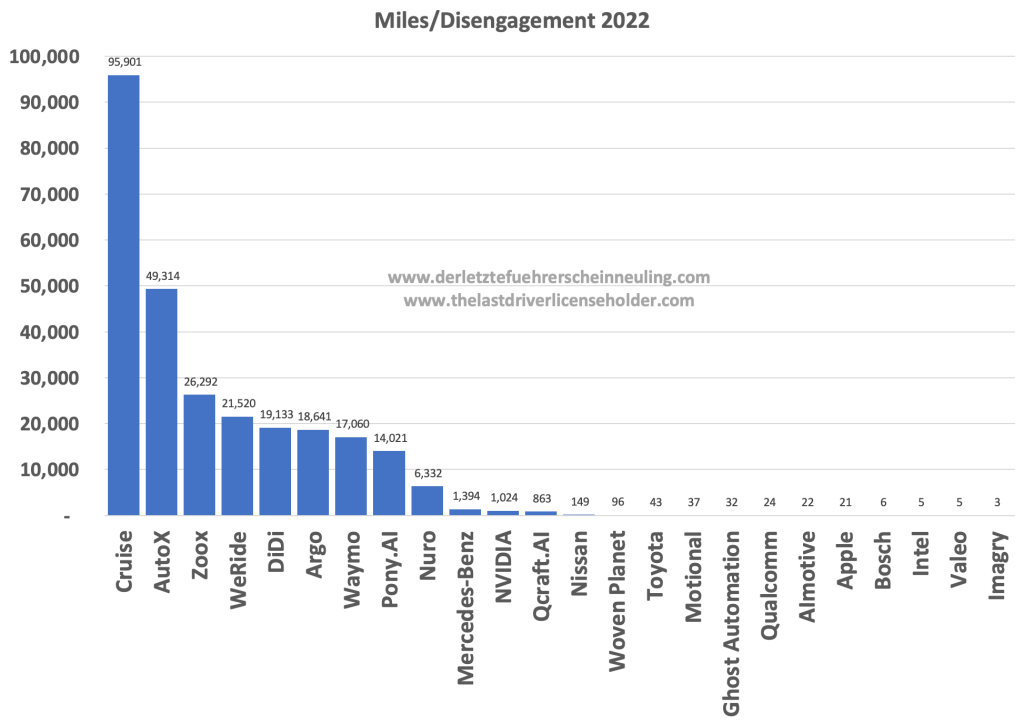 Miles/Disengagement 2022
100,000
90,000
80,000
70,000
60,000
50,000
40,000
30,000
20,000
10,000
-
95,901
49,314
26,292
21,520
19,133
18,641
17,060
14,021
6,332
1,394
1,024
863
149
96
43
37
32
24
22
21
6
5
5
3
www.derletztefuehrerscheinneuling.com
www.thelastdriverlicenseholder.com
Cruise
AutoX
Zoox
WeRide
DiDi
Argo
Waymo
Pony.AI
Nuro
Mercedes-Benz
NVIDIA
Qcraft.AI
Nissan
Woven Planet
Toyota
Motional
Ghost Automation
Qualcomm
AImotive
Apple
Bosch
Intel
Valeo
Imagry